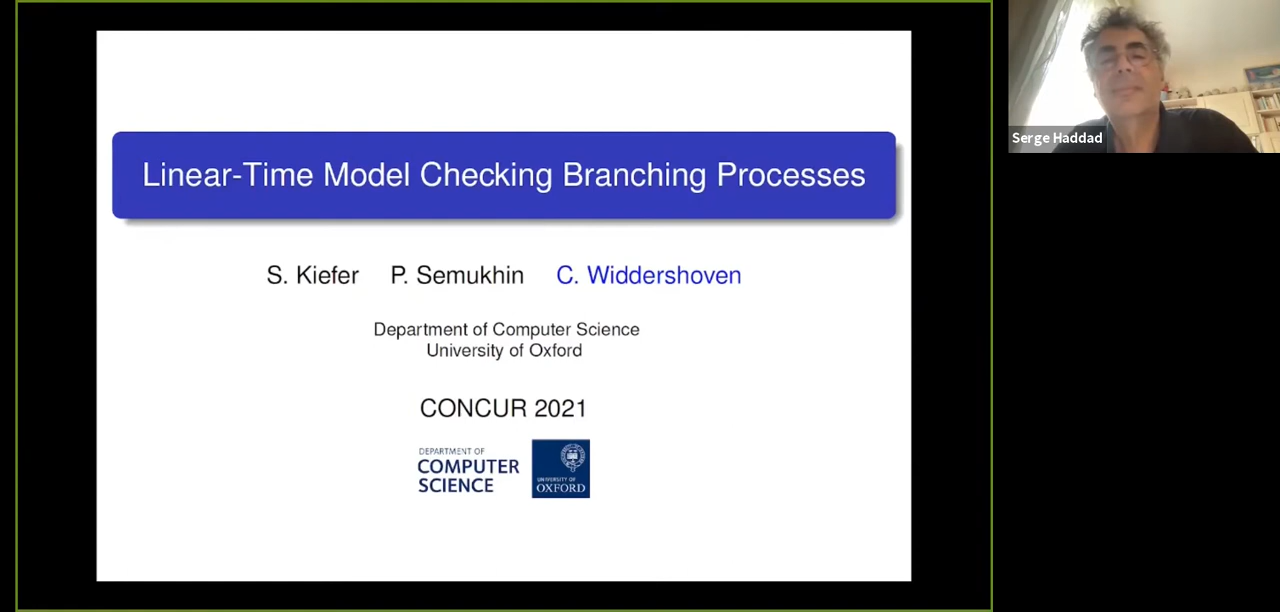 Linear-Time Model Checking Branching Processes
S. Kiefer P. Semukhin C. Widdershoven
Department of Computer Science
University of Oxford
CONCUR 2021
DEPARTMENT OF
COMPUTER
SCIENCE
UNIVERSITY OF
OXFORD
Serge Haddad